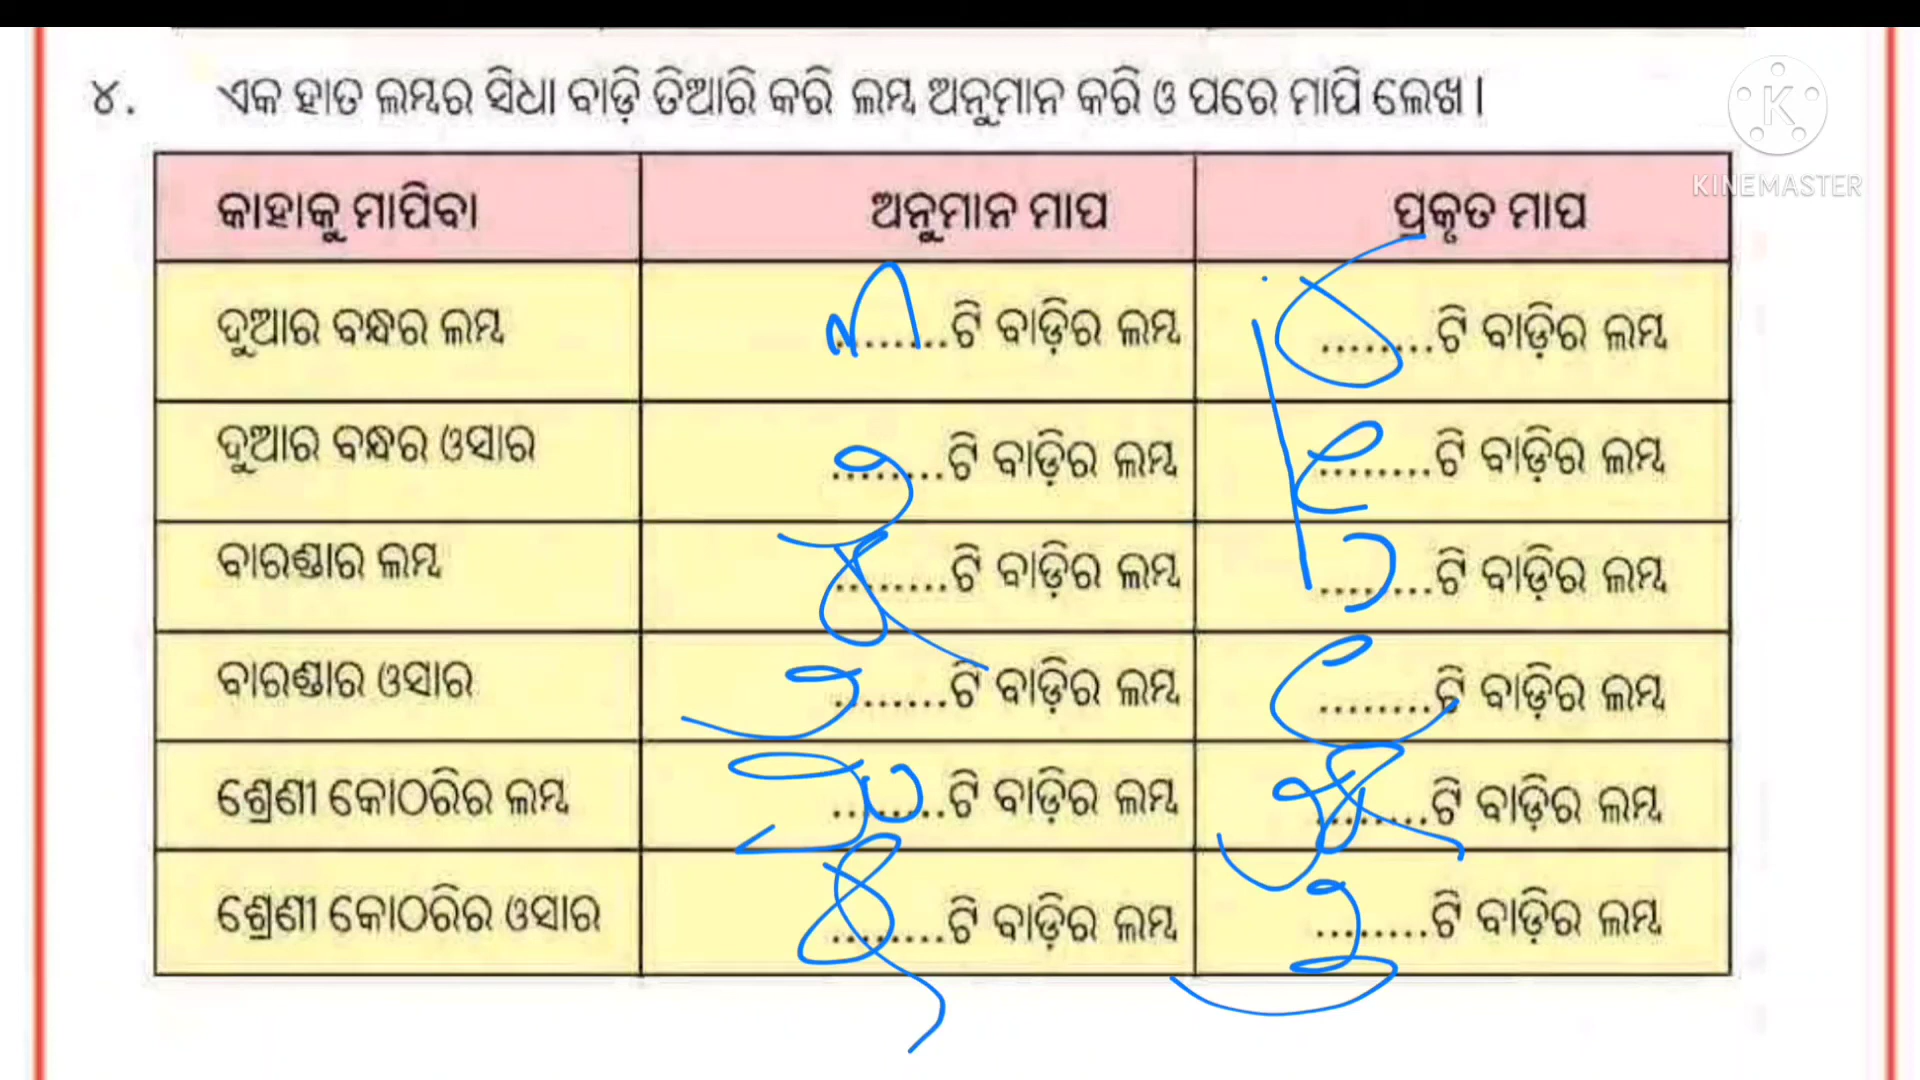 ୪. ଏକ ହାତ ଲମ୍ବର ସିଧା ବାଡ଼ି ତିଆରି କରି ଲମ୍ବ ଅନୁମାନ କରି ଓ ପରେ ମାପି ଲେଖ।
KINEMASTER
କାହାକୁ ମାପିବା ଅନୁମାନ ମାପ ପ୍ରକୃତ ମାପ
ଦୁଆର ବନ୍ଧର ଲମ୍ବ ........ଟି ବାଡ଼ିର ଲମ୍ବ ........ଟି ବାଡ଼ିର ଲମ୍ବ
ଦୁଆର ବନ୍ଧର ଓସାର ........ଟି ବାଡ଼ିର ଲମ୍ବ ........ଟି ବାଡ଼ିର ଲମ୍ବ
ବାରଣ୍ଡାର ଲମ୍ବ ........ଟି ବାଡ଼ିର ଲମ୍ବ ........ଟି ବାଡ଼ିର ଲମ୍ବ
ବାରଣ୍ଡାର ଓସାର ........ଟି ବାଡ଼ିର ଲମ୍ବ ........ଟି ବାଡ଼ିର ଲମ୍ବ
ଶ୍ରେଣୀ କୋଠରିର ଲମ୍ବ ........ଟି ବାଡ଼ିର ଲମ୍ବ ........ଟି ବାଡ଼ିର ଲମ୍ବ
ଶ୍ରେଣୀ କୋଠରିର ଓସାର ........ଟି ବାଡ଼ିର ଲମ୍ବ ........ଟି ବାଡ଼ିର ଲମ୍ବ